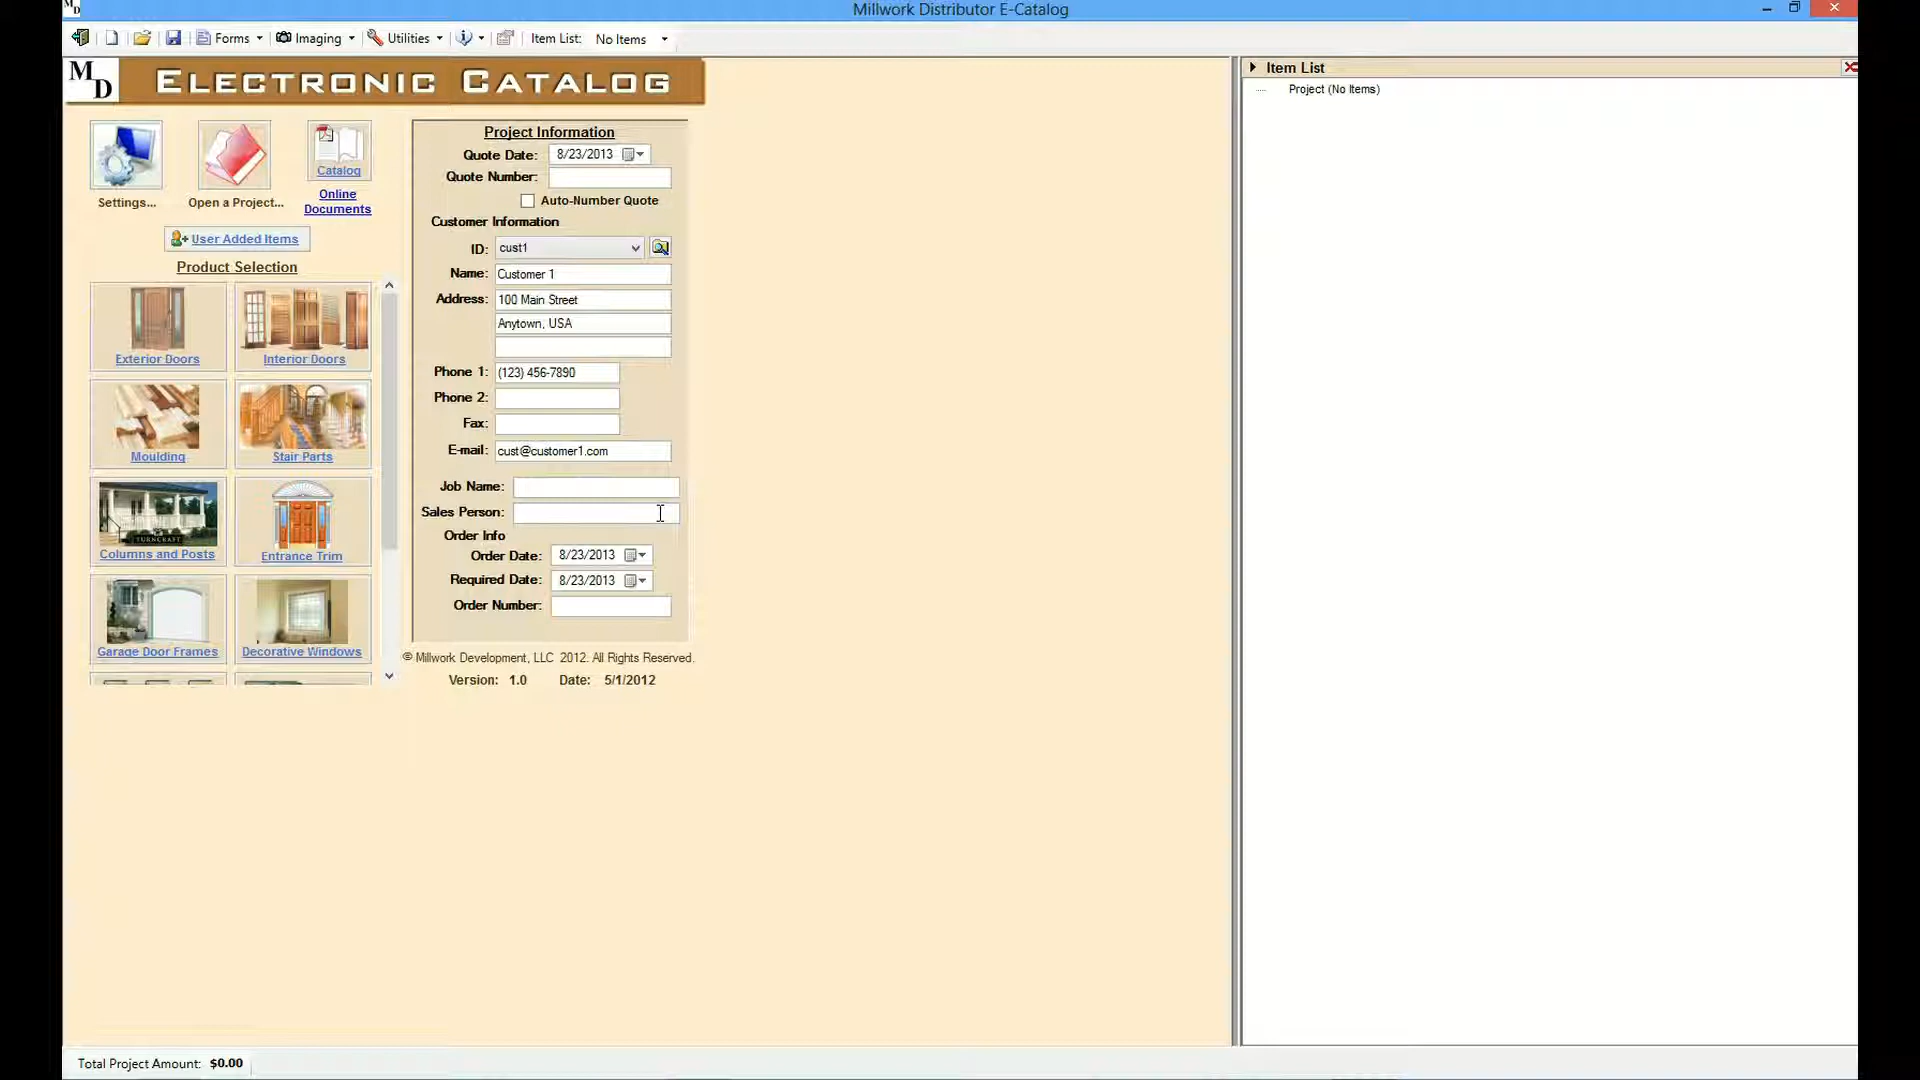 MD
Millwork Distributor E-Catalog
Forms Imaging Utilities Item List: No Items
MD ELECTRONIC CATALOG
Item List
Project (No Items)
Settings...
Open a Project...
Catalog
Online
Documents
User Added Items
Product Selection
Exterior Doors
Interior Doors
Moulding
Stair Parts
TURNCRAFT
Columns and Posts
Entrance Trim
Garage Door Frames
Decorative Windows
Project Information
Quote Date: 8/23/2013
Quote Number:
Auto-Number Quote
Customer Information
ID: cust1
Name: Customer 1
Address: 100 Main Street
Anytown, USA
Phone 1: (123) 456-7890
Phone 2:
Fax:
E-mail: cust@customer1.com
Job Name:
Sales Person:
Order Info
Order Date: 8/23/2013
Required Date: 8/23/2013
Order Number:
© Millwork Development, LLC 2012. All Rights Reserved.
Version: 1.0 Date: 5/1/2012
Total Project Amount: $0.00